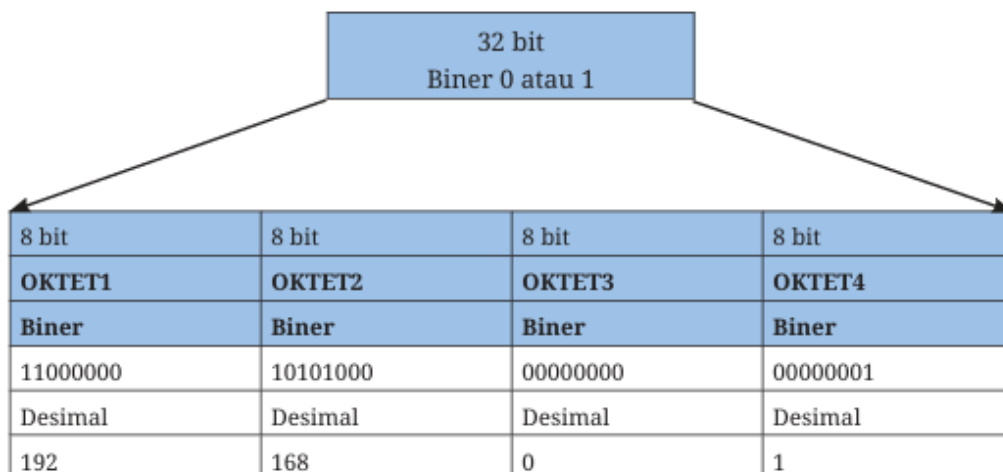 32 bit
Biner 0 atau 1
8 bit 8 bit 8 bit 8 bit
OKTET1 OKTET2 OKTET3 OKTET4
Biner Biner Biner Biner
11000000 10101000 00000000 00000001
Desimal Desimal Desimal Desimal
192 168 0 1